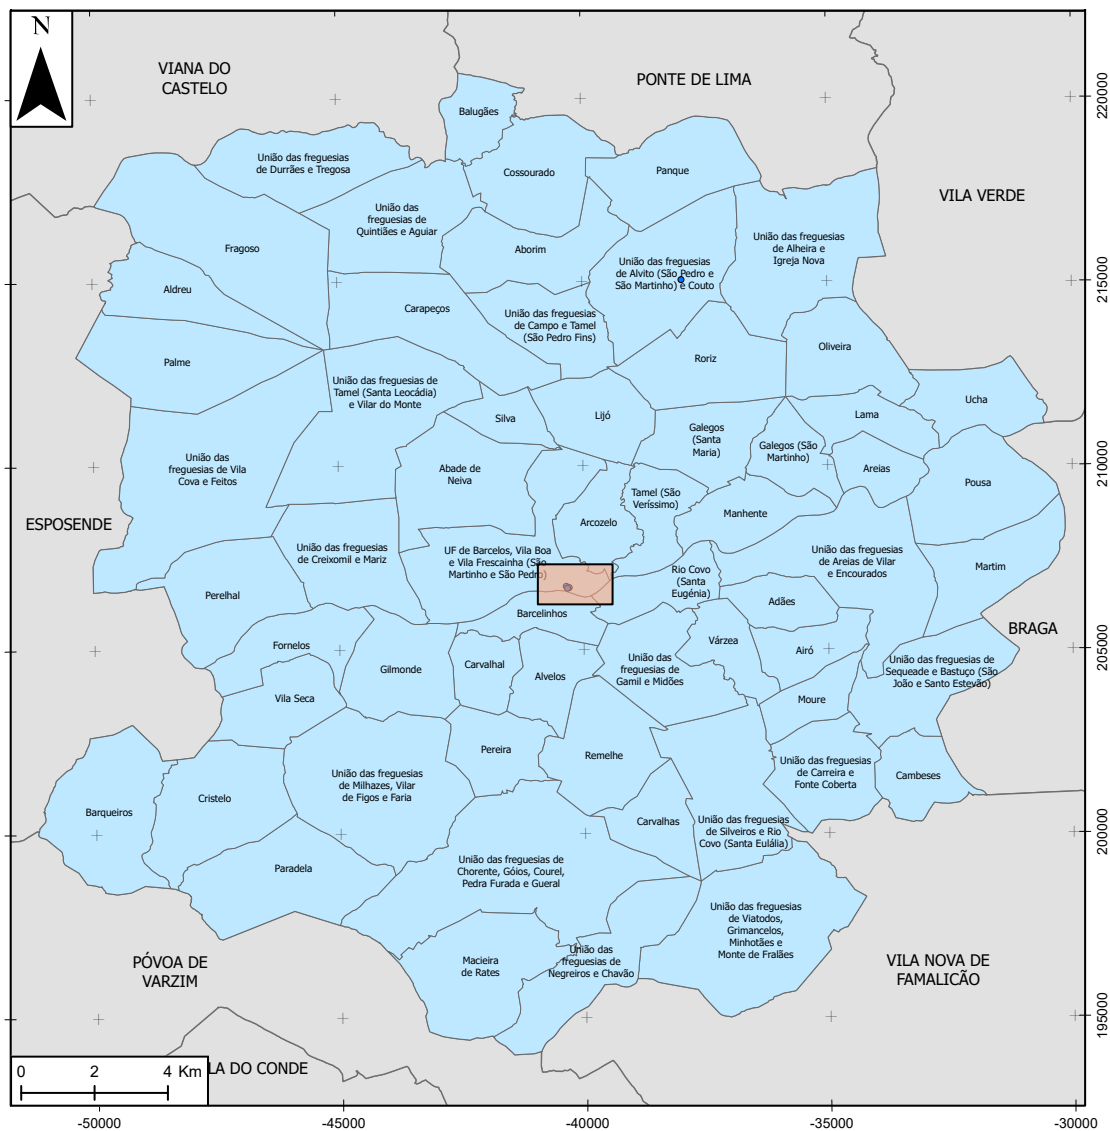 N
VIANA DO
CASTELO
PONTE DE LIMA
VILA VERDE
220000
Balugães
União das freguesias
de Durrães e Tregosa
Cossourado
Panque
União das
freguesias de
Quintiães e Aguiar
Fragoso
Aborim
União das freguesias
de Alvito (São Pedro e
São Martinho) e Couto
União das freguesias
de Alheira e
Igreja Nova
215000
Aldreu
Carapeços
União das freguesias
de Campo e Tamel
(São Pedro Fins)
Palme
Roriz
Oliveira
União das freguesias de
Tamel (Santa Leocádia)
e Vilar do Monte
Silva
Lijó
Ucha
Lama
Galegos
(Santa
Maria)
Galegos (São
Martinho)
Areias
210000
União das
freguesias de Vila
Cova e Feitos
Abade de
Neiva
Tamel (São
Veríssimo)
Pousa
Manhente
ESPOSENDE
Arcozelo
União das freguesias
de Creixomil e Mariz
UF de Barcelos, Vila Boa
e Vila Frescainha (São
Martinho e São Pedro)
União das freguesias
de Areias de Vilar
e Encourados
Martim
Rio Covo
(Santa
Eugénia)
Perelhal
Adães
Barcelinhos
BRAGA
205000
Fornelos
Várzea
Airó
Gilmonde
Carvalhal
Alvelos
União das
freguesias de
Gamil e Midões
União das freguesias de
Sequeade e Bastuço (São
João e Santo Estevão)
Vila Seca
Moure
Pereira
Remelhe
União das freguesias
de Milhazes, Vilar
de Figos e Faria
União das freguesias
de Carreira e
Fonte Coberta
Cambeses
Cristelo
Barqueiros
Carvalhas
União das freguesias
de Silveiros e Rio
Covo (Santa Eulália)
200000
Paradela
União das freguesias de
Chorente, Góios, Courel,
Pedra Furada e Gueral
União das freguesias
de Viatodos,
Grimancelos,
Minhotães e
Monte de Fralães
PÓVOA DE
VARZIM
Macieira
de Rates
União das
freguesias de
Negreiros e Chavão
VILA NOVA DE
FAMALICÃO
195000
LA DO CONDE
0 2 4 Km
-50000 -45000 -40000 -35000 -30000